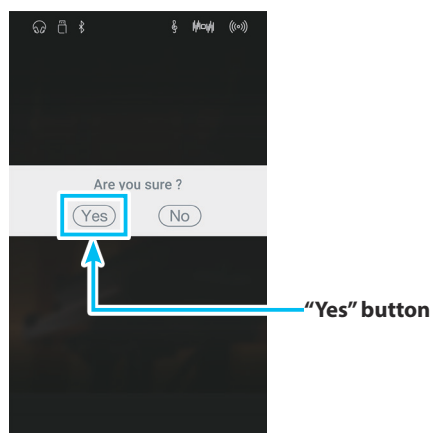 Are you sure ?
Yes No
“Yes” button